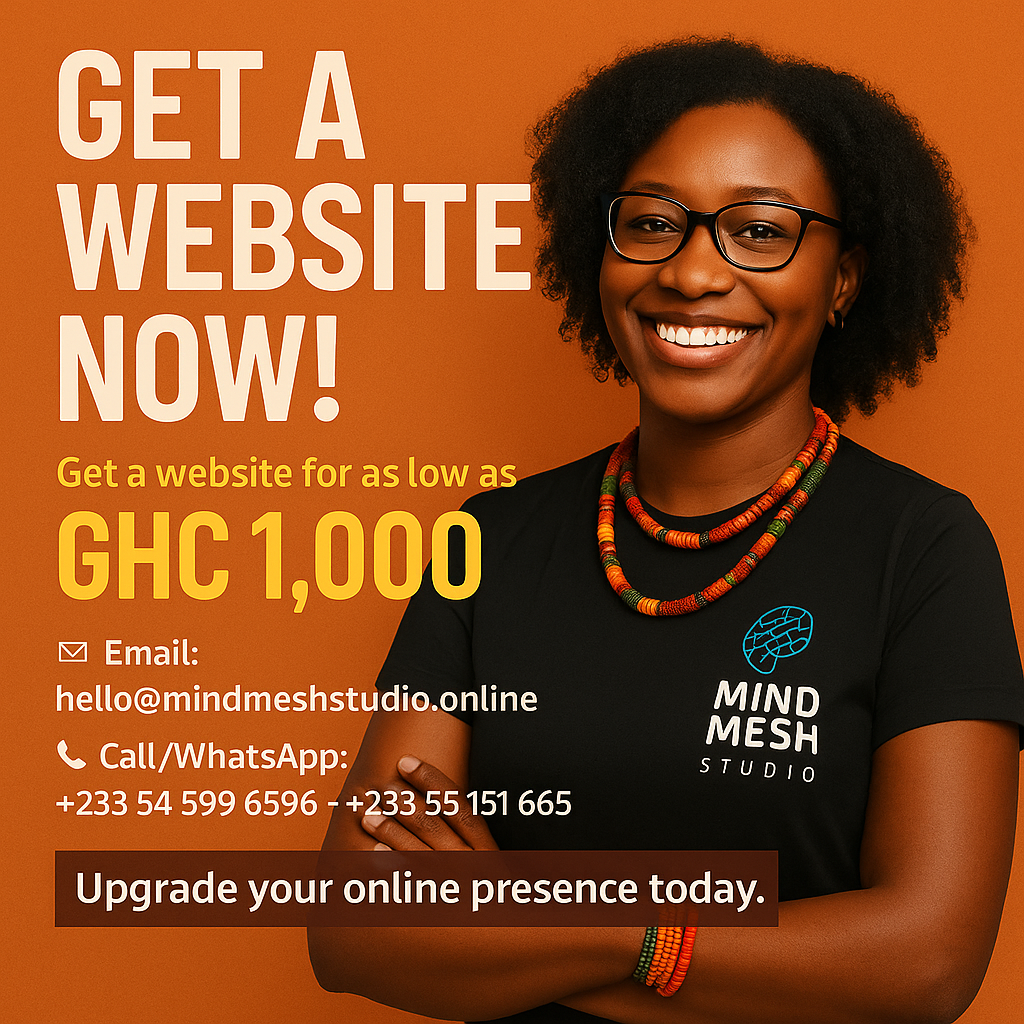 GET A
WEBSITE
NOW!
Get a website for as low as
GHC 1,000
Email:
hello@mindmeshstudio.online
Call/WhatsApp:
+233 54 599 6596 - +233 55 151 665
Upgrade your online presence today.
MIND
MESH
STUDIO